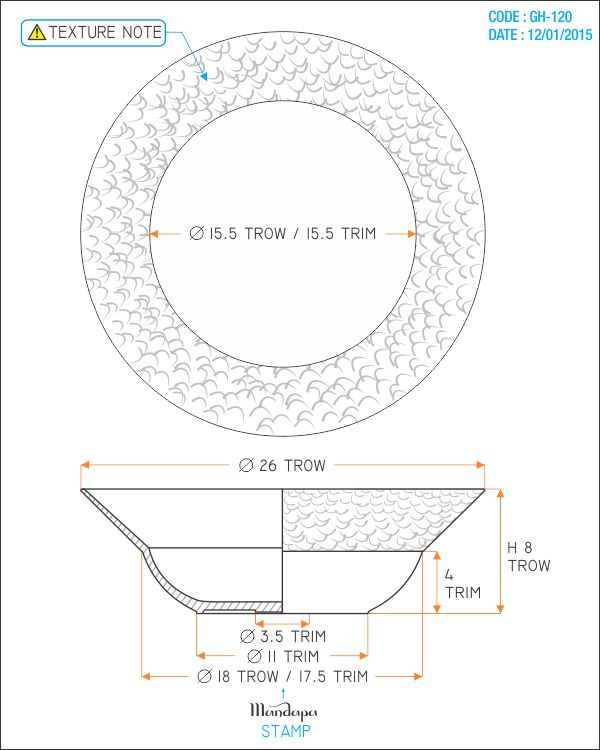 CODE : GH-120
DATE : 12/01/2015
TEXTURE NOTE
Ø 15.5 TROW / 15.5 TRIM
Ø 26 TROW
H 8
TROW
4
TRIM
Ø 3.5 TRIM
Ø 11 TRIM
Ø 18 TROW / 17.5 TRIM
Mandapa
STAMP